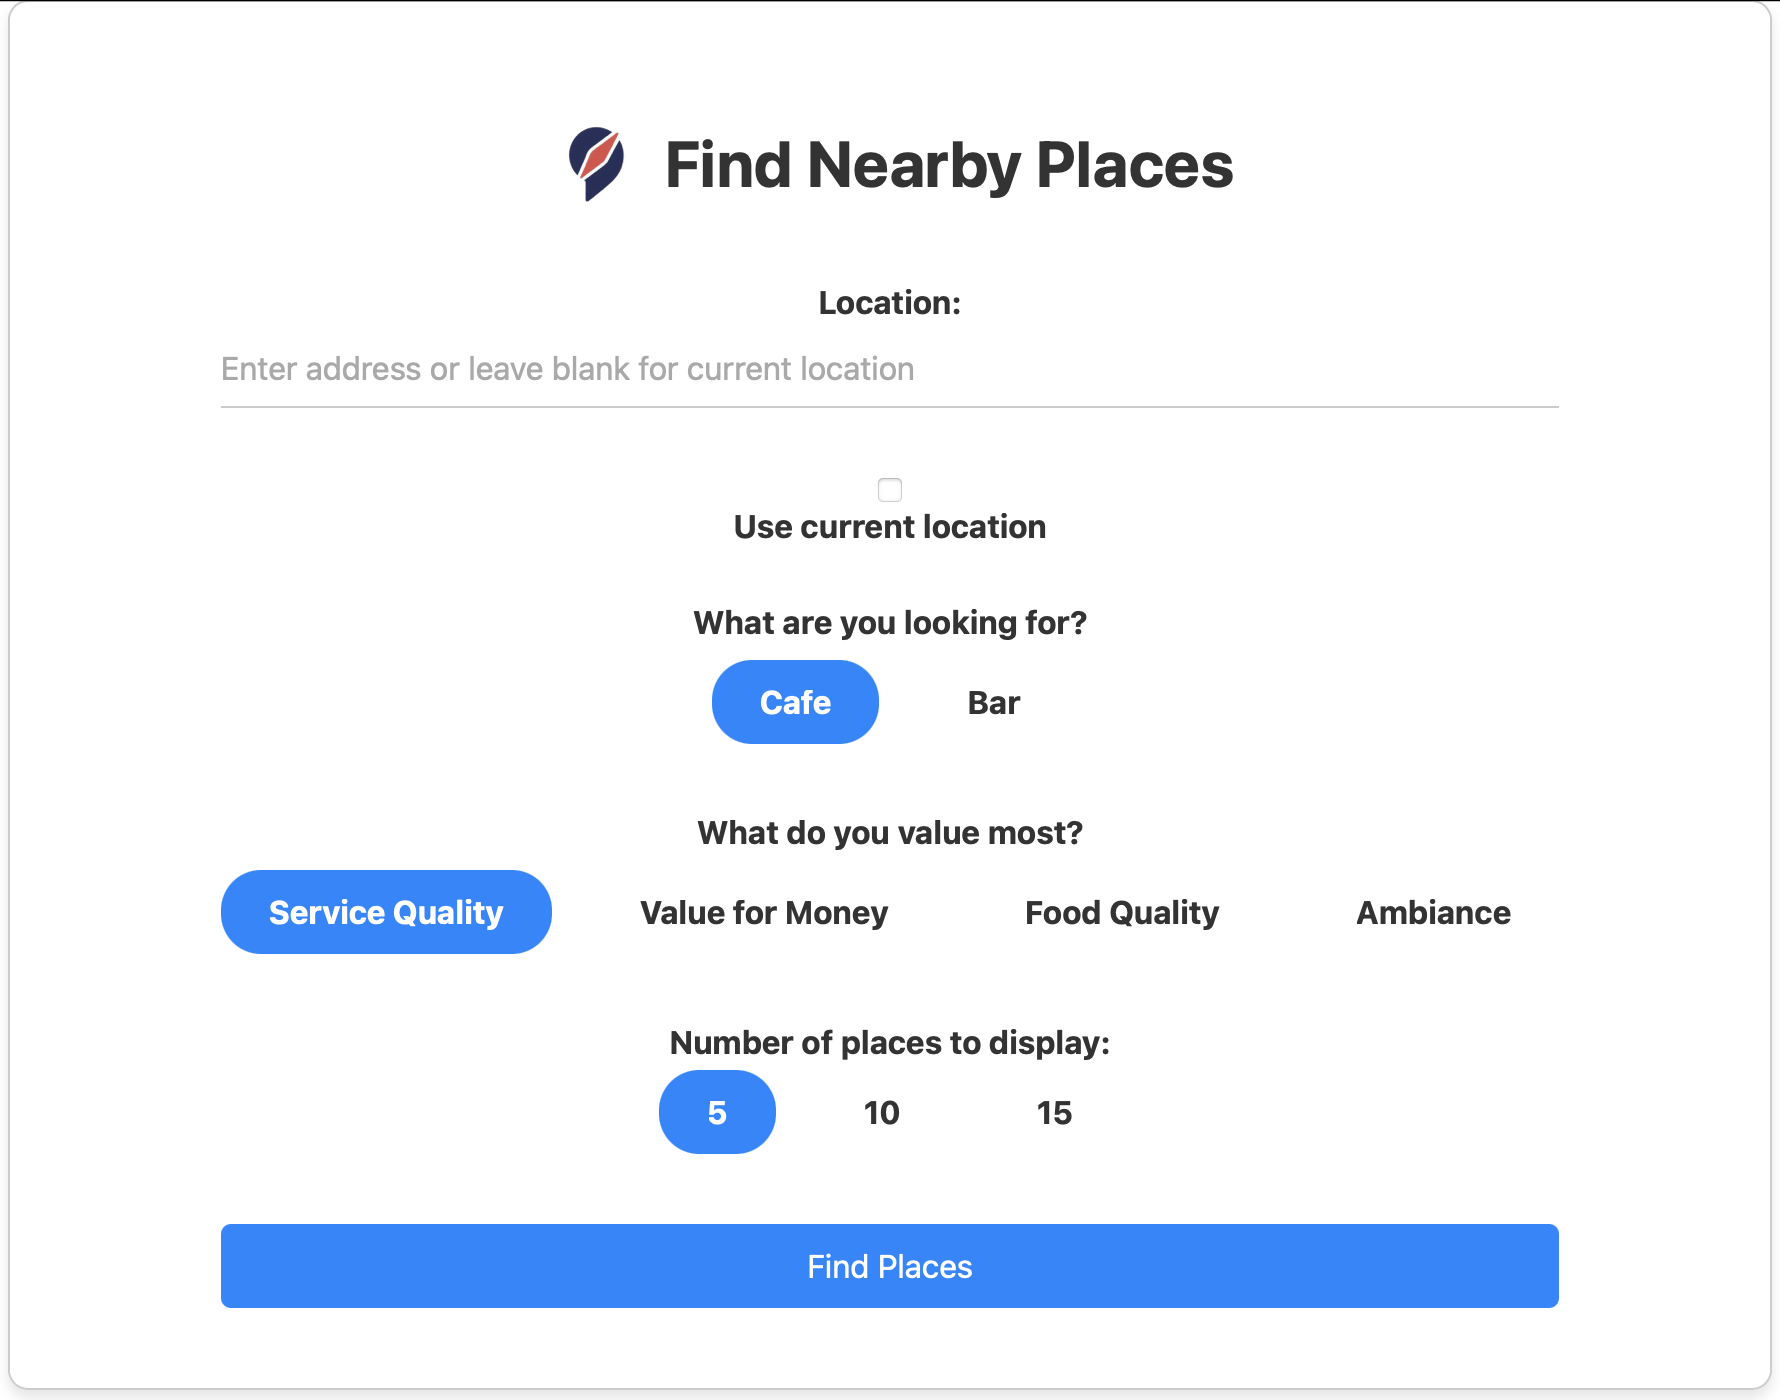 Find Nearby Places
Location:
Enter address or leave blank for current location
Use current location
What are you looking for?
Cafe Bar
What do you value most?
Service Quality Value for Money Food Quality Ambiance
Number of places to display:
5 10 15
Find Places